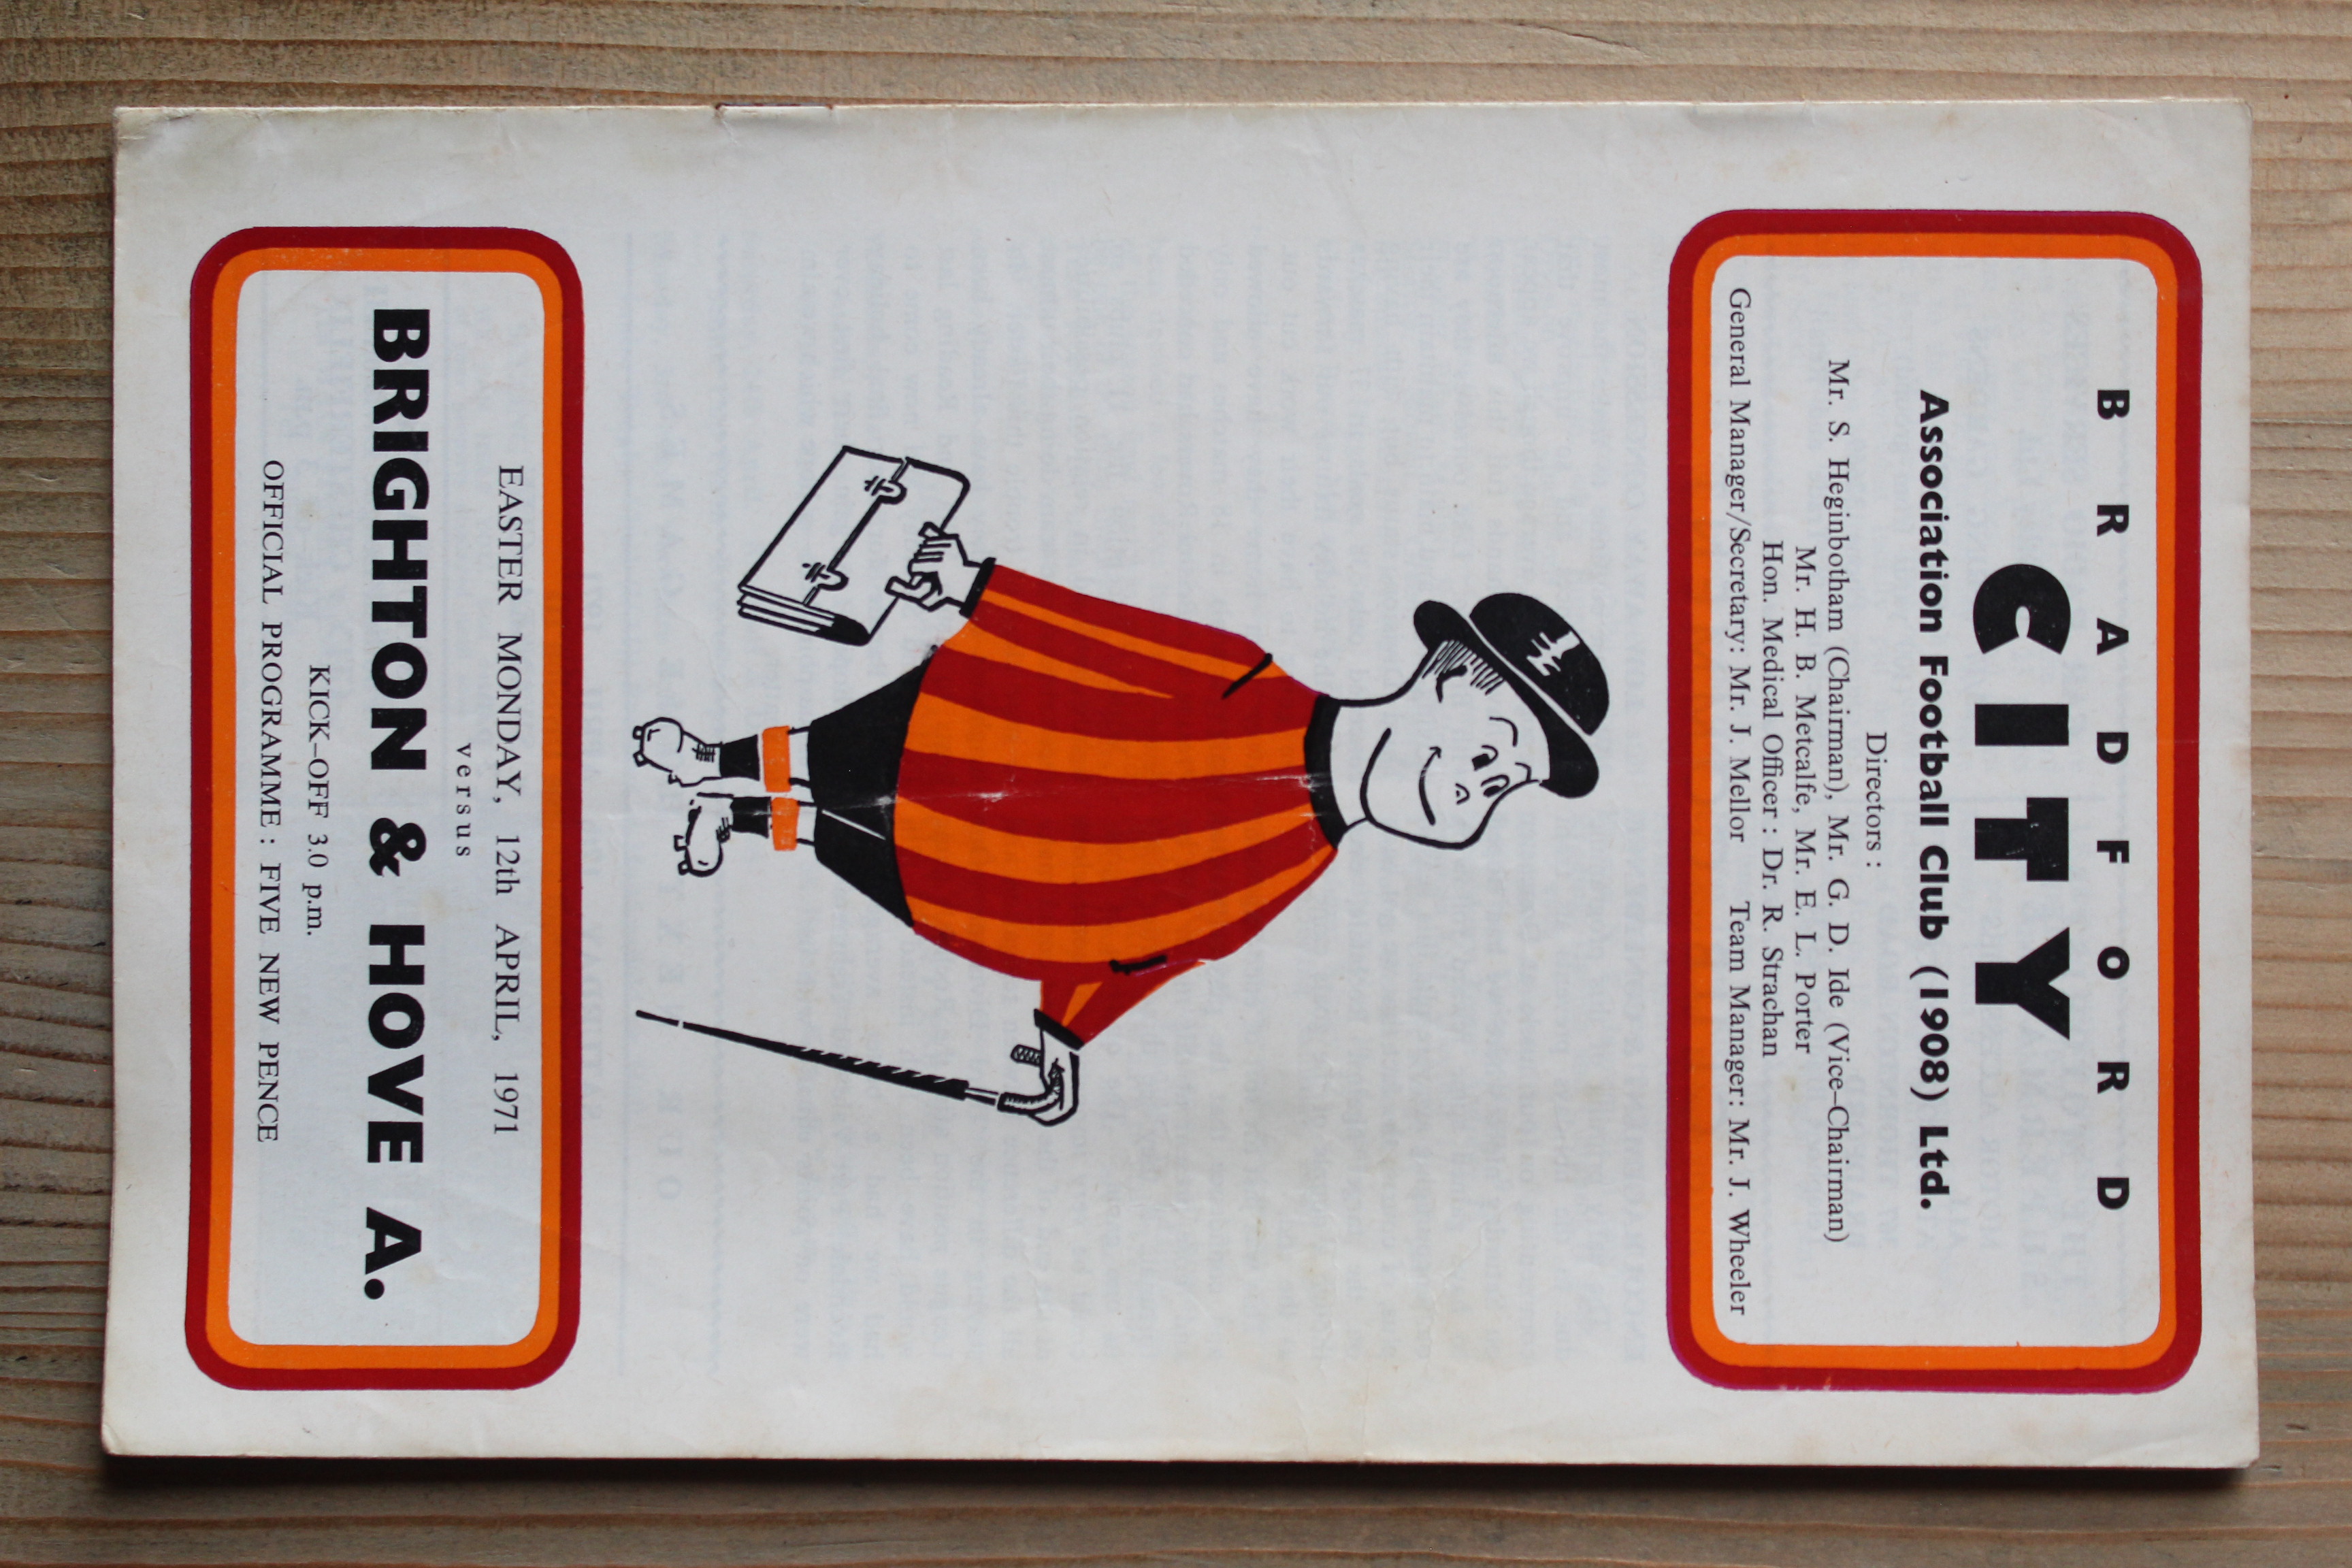 BRADFORD
CITY
Association Football Club (1908) Ltd.
Directors :
Mr. S. Heginbotham (Chairman), Mr. G. D. Ide (Vice-Chairman)
Mr. H. B. Metcalfe, Mr. E. L. Porter
Hon. Medical Officer : Dr. R. Strachan
General Manager/Secretary: Mr. J. Mellor Team Manager: Mr. J. Wheeler
EASTER MONDAY, 12th APRIL, 1971
versus
BRIGHTON & HOVE A.
KICK-OFF 3.0 p.m.
OFFICIAL PROGRAMME : FIVE NEW PENCE